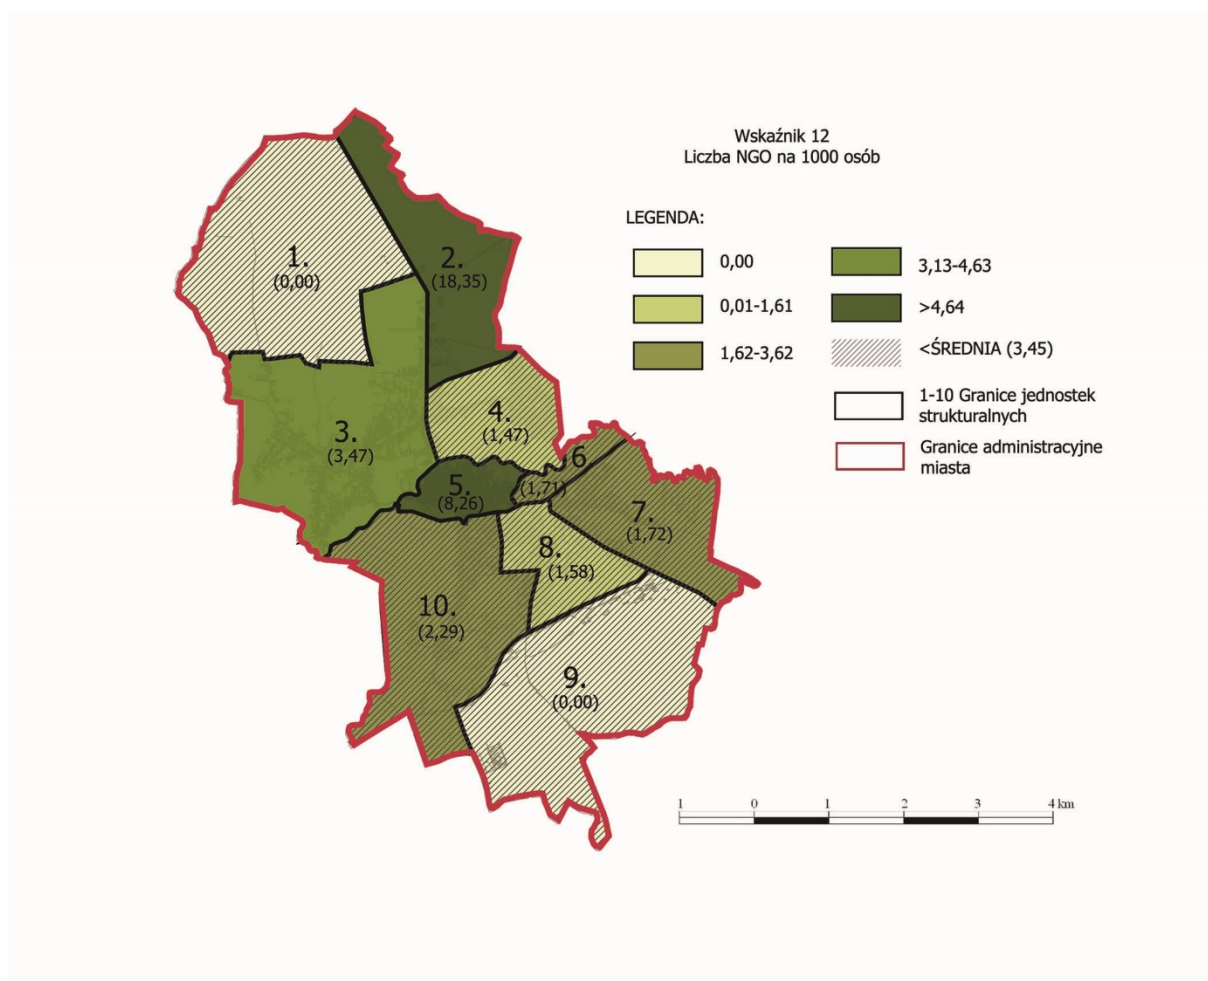 Wskaźnik 12
Liczba NGO na 1000 osób
LEGENDA:
0,00
0,01-1,61
1,62-3,62
3,13-4,63
>4,64
<ŚREDNIA (3,45)
1-10 Granice jednostek
strukturalnych
Granice administracyjne
miasta
1.
(0,00)
2.
(18,35)
3.
(3,47)
4.
(1,47)
5.
(8,26)
6.
(1,71)
7.
(1,72)
8.
(1,58)
9.
(0,00)
10.
(2,29)
1 0 1 2 3 4 km